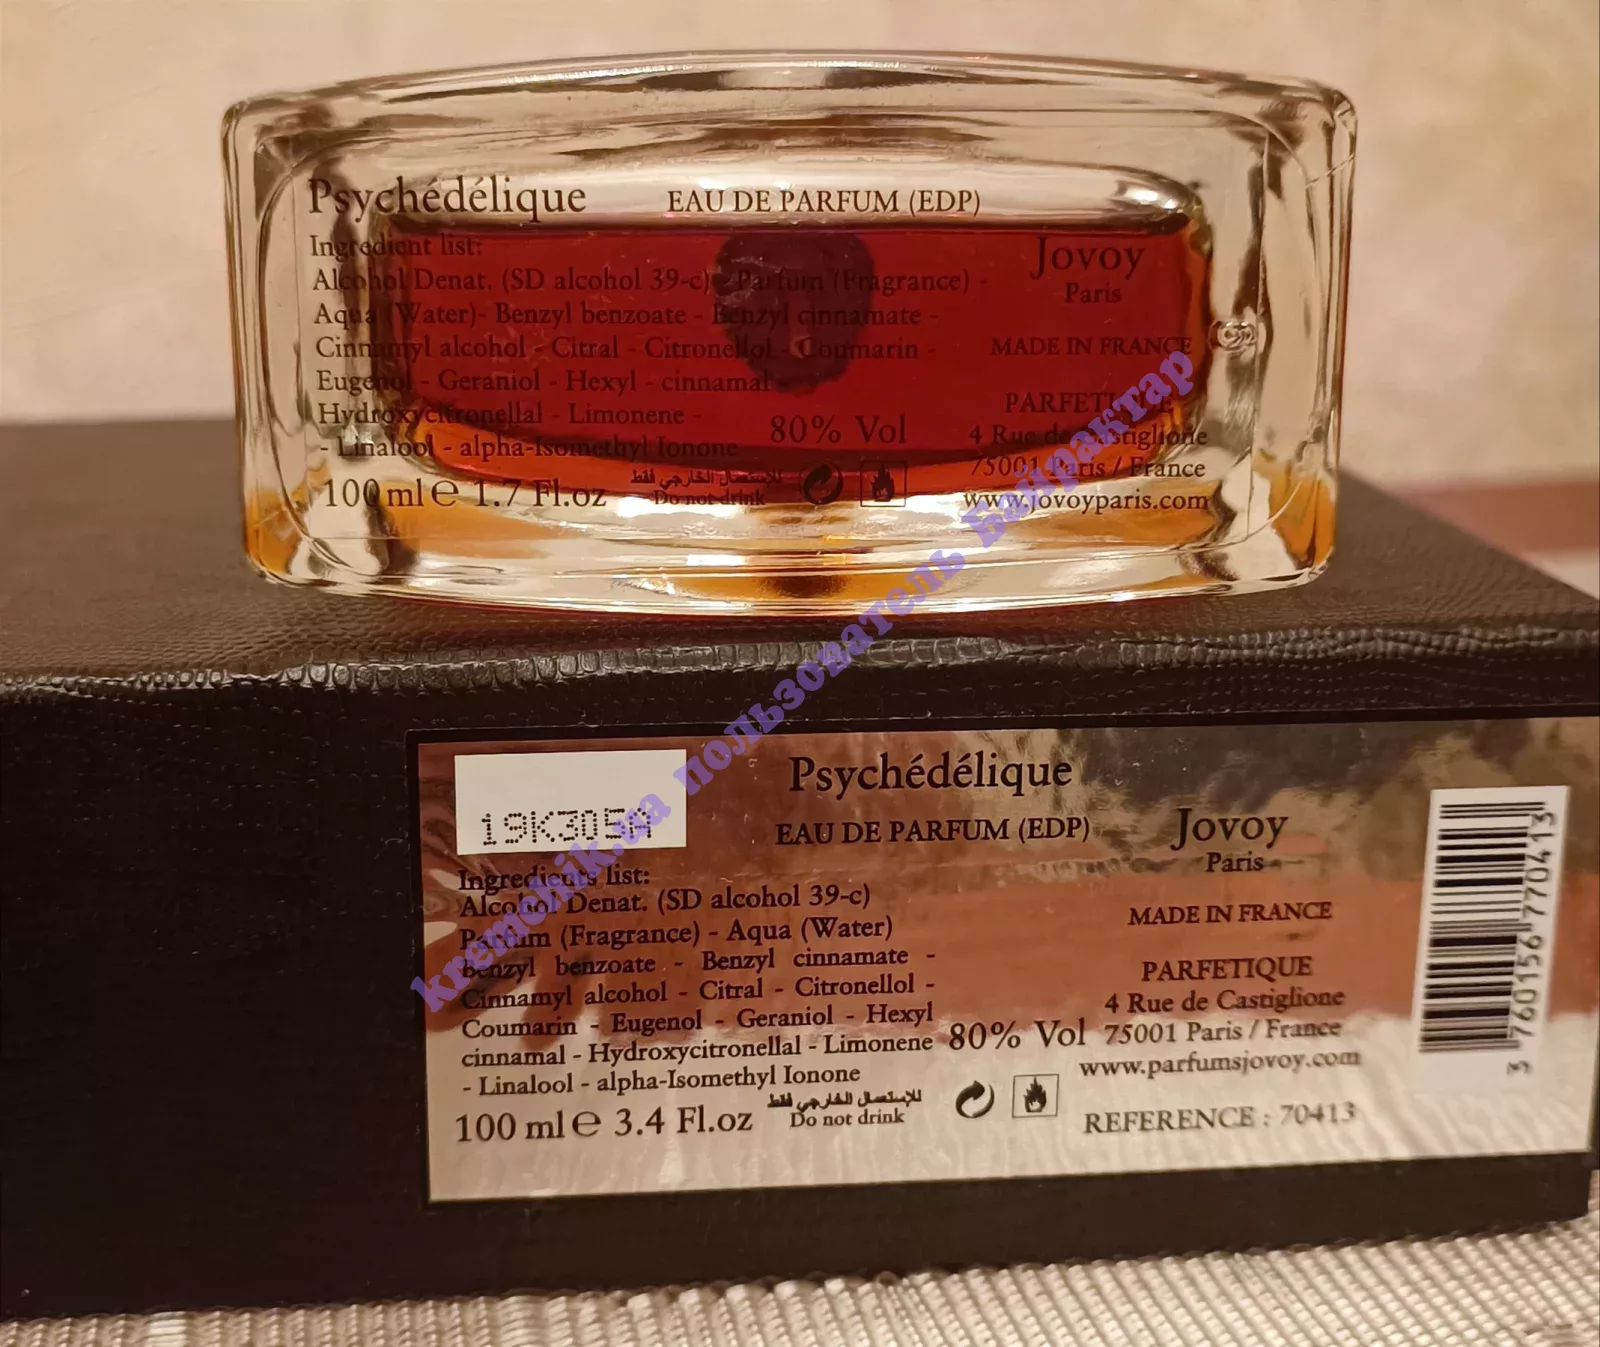 Psychédélique
EAU DE PARFUM (EDP)
Ingredient list:
Alcohol Denat. (SD alcohol 39-c) - Parfum (Fragrance) -
Aqua (Water)- Benzyl benzoate - Benzyl cinnamate -
Cinnamyl alcohol - Citral - Citronellol - Coumarin -
Eugenol - Geraniol - Hexyl - cinnamal -
Hydroxycitronellal - Limonene -
- Linalool - alpha-Isomethyl Ionone
80% Vol
100 ml e 1.7 Fl.oz
للإستعمال الخارجي فقط
Do not drink
Jovoy
Paris
MADE IN FRANCE
PARFETIQUE
4 Rue de Castiglione
75001 Paris / France
www.jovoyparis.com
kremchik.ua пользователь Байрактар
19K305A
Psychédélique
EAU DE PARFUM (EDP)
Ingredients list:
Alcohol Denat. (SD alcohol 39-c)
Parfum (Fragrance) - Aqua (Water)
Benzyl benzoate - Benzyl cinnamate -
Cinnamyl alcohol - Citral - Citronellol -
Coumarin - Eugenol - Geraniol - Hexyl
cinnamal - Hydroxycitronellal - Limonene
- Linalool - alpha-Isomethyl Ionone
80% Vol
100 ml e 3.4 Fl.oz
للإستعمال الخارجي فقط
Do not drink
Jovoy
Paris
MADE IN FRANCE
PARFETIQUE
4 Rue de Castiglione
75001 Paris / France
www.parfumsjovoy.com
REFERENCE : 70413
3 760156 770413